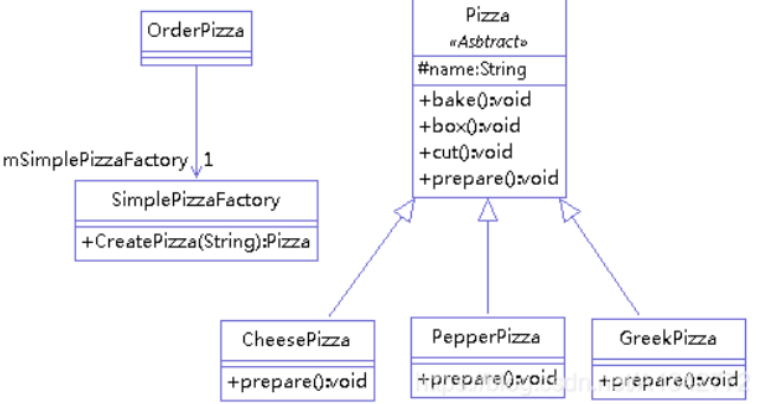 OrderPizza
mSimplePizzaFactory 1
SimplePizzaFactory
+CreatePizza(String):Pizza
Pizza
«Asbtract»
#name:String
+bake():void
+box():void
+cut():void
+prepare():void
CheesePizza
+prepare():void
PepperPizza
+prepare():void
GreekPizza
+prepare():void